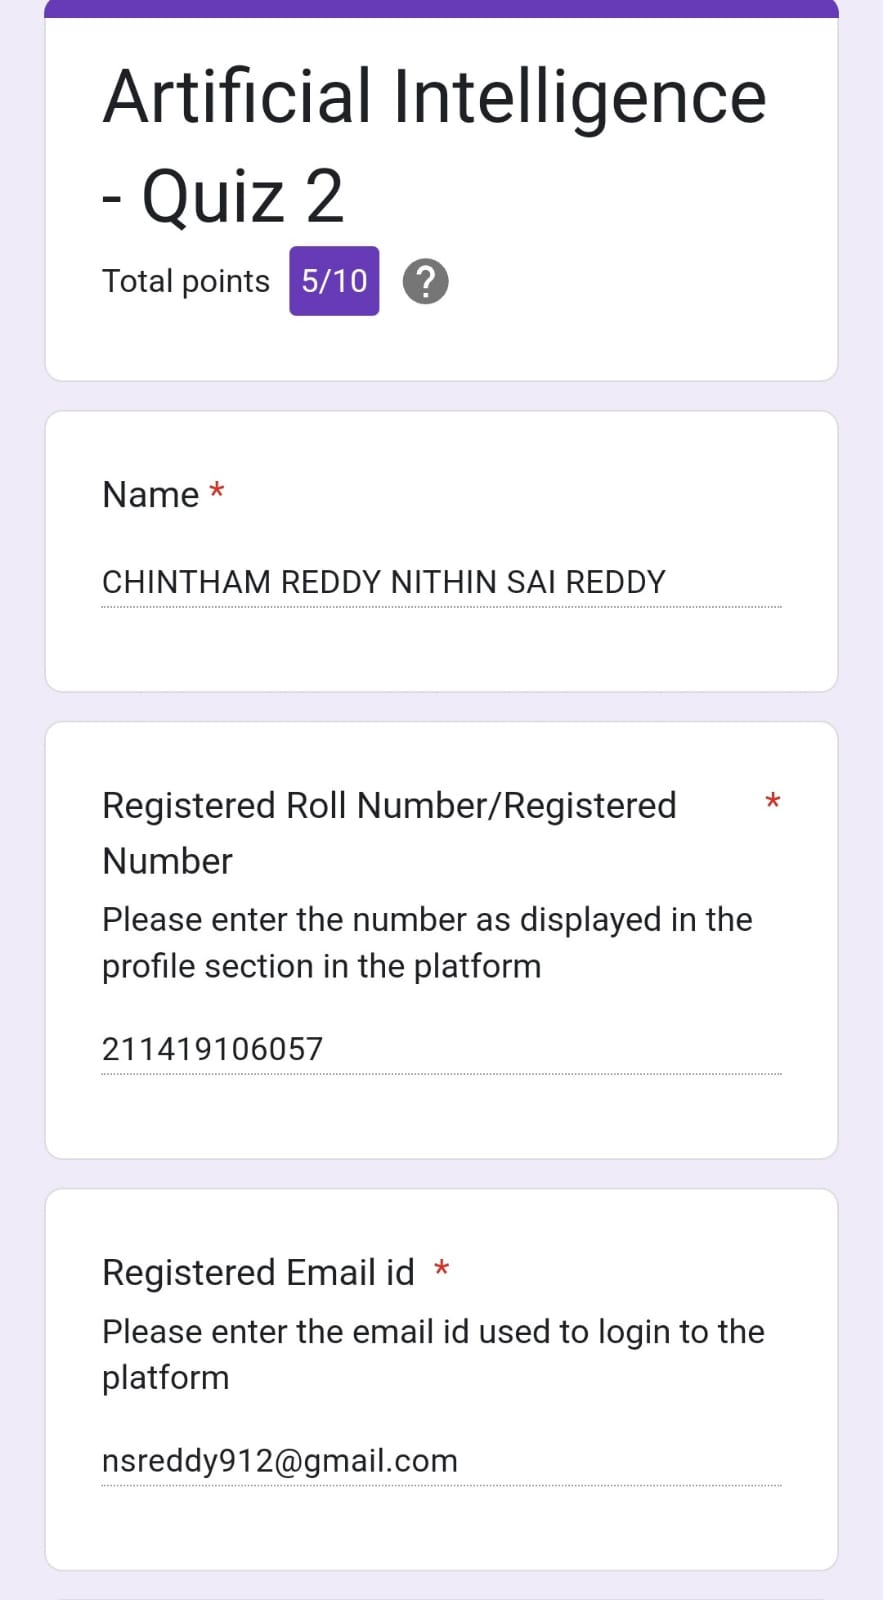 Artificial Intelligence
- Quiz 2
Total points 5/10 ?
Name *
CHINTHAM REDDY NITHIN SAI REDDY
Registered Roll Number/Registered *
Number
Please enter the number as displayed in the
profile section in the platform
211419106057
Registered Email id *
Please enter the email id used to login to the
platform
nsreddy912@gmail.com